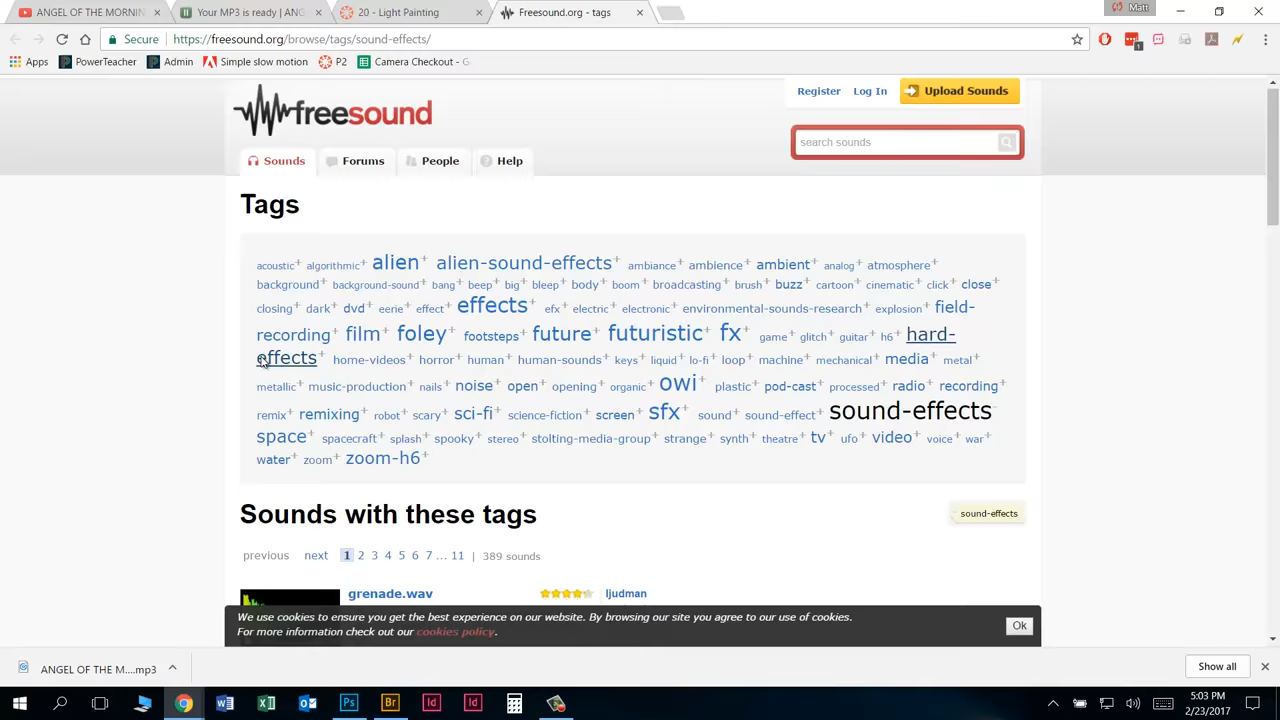 ANGEL OF THE MORNIN
Your MP3 is ready | ANG
20 - Light Painting
Freesound.org - tags
Matt
Secure
https://freesound.org/browse/tags/sound-effects/
Apps PowerTeacher Admin Simple slow motion P2 Camera Checkout - G
freesound
Register Log In Upload Sounds
search sounds
Sounds Forums People Help
Tags
acoustic+ algorithmic+ alien+ alien-sound-effects+ ambiance+ ambience+ ambient+ analog+ atmosphere+
background+ background-sound+ bang+ beep+ big+ bleep+ body+ boom+ broadcasting+ brush+ buzz+ cartoon+ cinematic+ click+ close+
closing+ dark+ dvd+ eerie+ effect+ effects+ efx+ electric+ electronic+ environmental-sounds-research+ explosion+ field-
recording+ film+ foley+ footsteps+ future+ futuristic+ fx+ game+ glitch+ guitar+ h6+ hard-
effects+ home-videos+ horror+ human+ human-sounds+ keys+ liquid+ lo-fi+ loop+ machine+ mechanical+ media+ metal+
metallic+ music-production+ nails+ noise+ open+ opening+ organic+ owi+ plastic+ pod-cast+ processed+ radio+ recording+
remix+ remixing+ robot+ scary+ sci-fi+ science-fiction+ screen+ sfx+ sound+ sound-effect+ sound-effects-
space+ spacecraft+ splash+ spooky+ stereo+ stolting-media-group+ strange+ synth+ theatre+ tv+ ufo+ video+ voice+ war+
water+ zoom+ zoom-h6+
Sounds with these tags
sound-effects
previous next 1 2 3 4 5 6 7 ... 11 | 389 sounds
grenade.wav
ljudman
We use cookies to ensure you get the best experience on our website. By browsing our site you agree to our use of cookies.
For more information check out our cookies policy.
Ok
ANGEL OF THE M....mp3
Show all
5:03 PM
2/23/2017